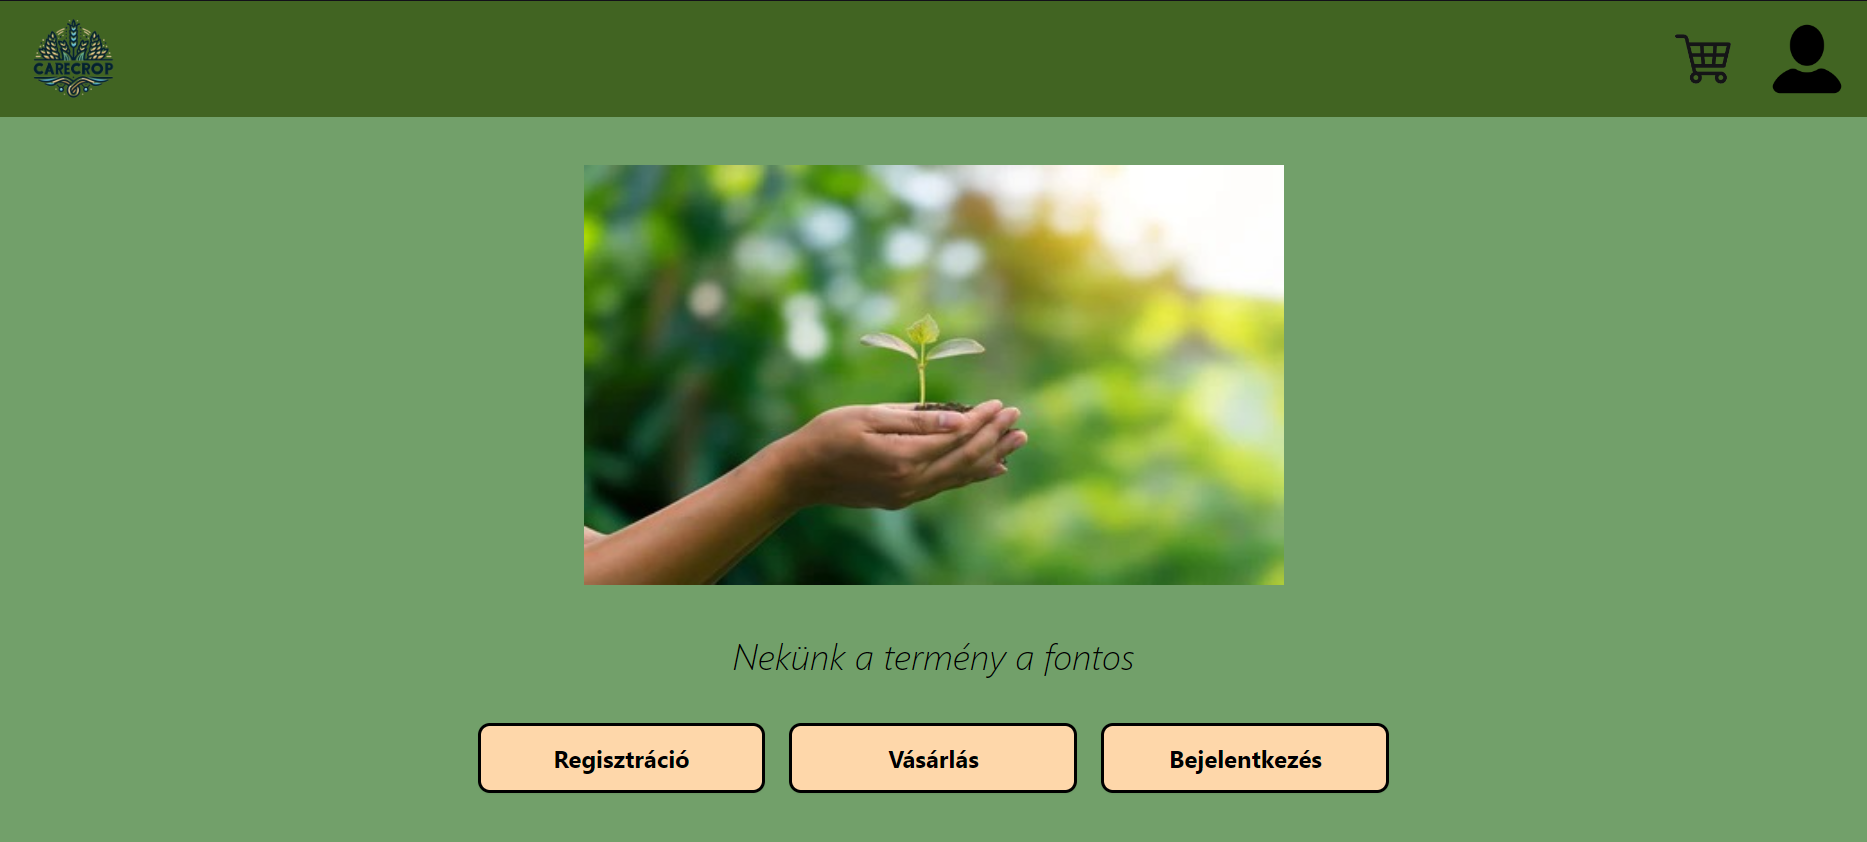 CARECROP
Nekünk a termény a fontos
Regisztráció
Vásárlás
Bejelentkezés